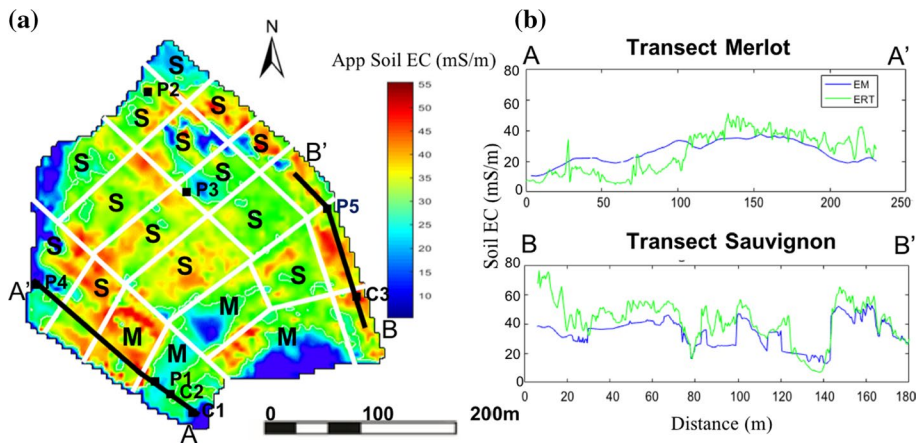 (a)
N
App Soil EC (mS/m)
55
50
45
40
35
30
25
20
15
10
S
P2
S
S
S
S
S
S
B'
P3
S
S
P5
S
S
S
P4
A'
S
S
C3
M
M
B
M
M
P1
C2
C1
A
0 100 200m
(b)
Transect Merlot
A A'
80
60
40
20
0
EM
ERT
0 50 100 150 200 250
Soil EC (mS/m)
Transect Sauvignon
B B'
80
60
40
20
0
0 20 40 60 80 100 120 140 160 180
Distance (m)